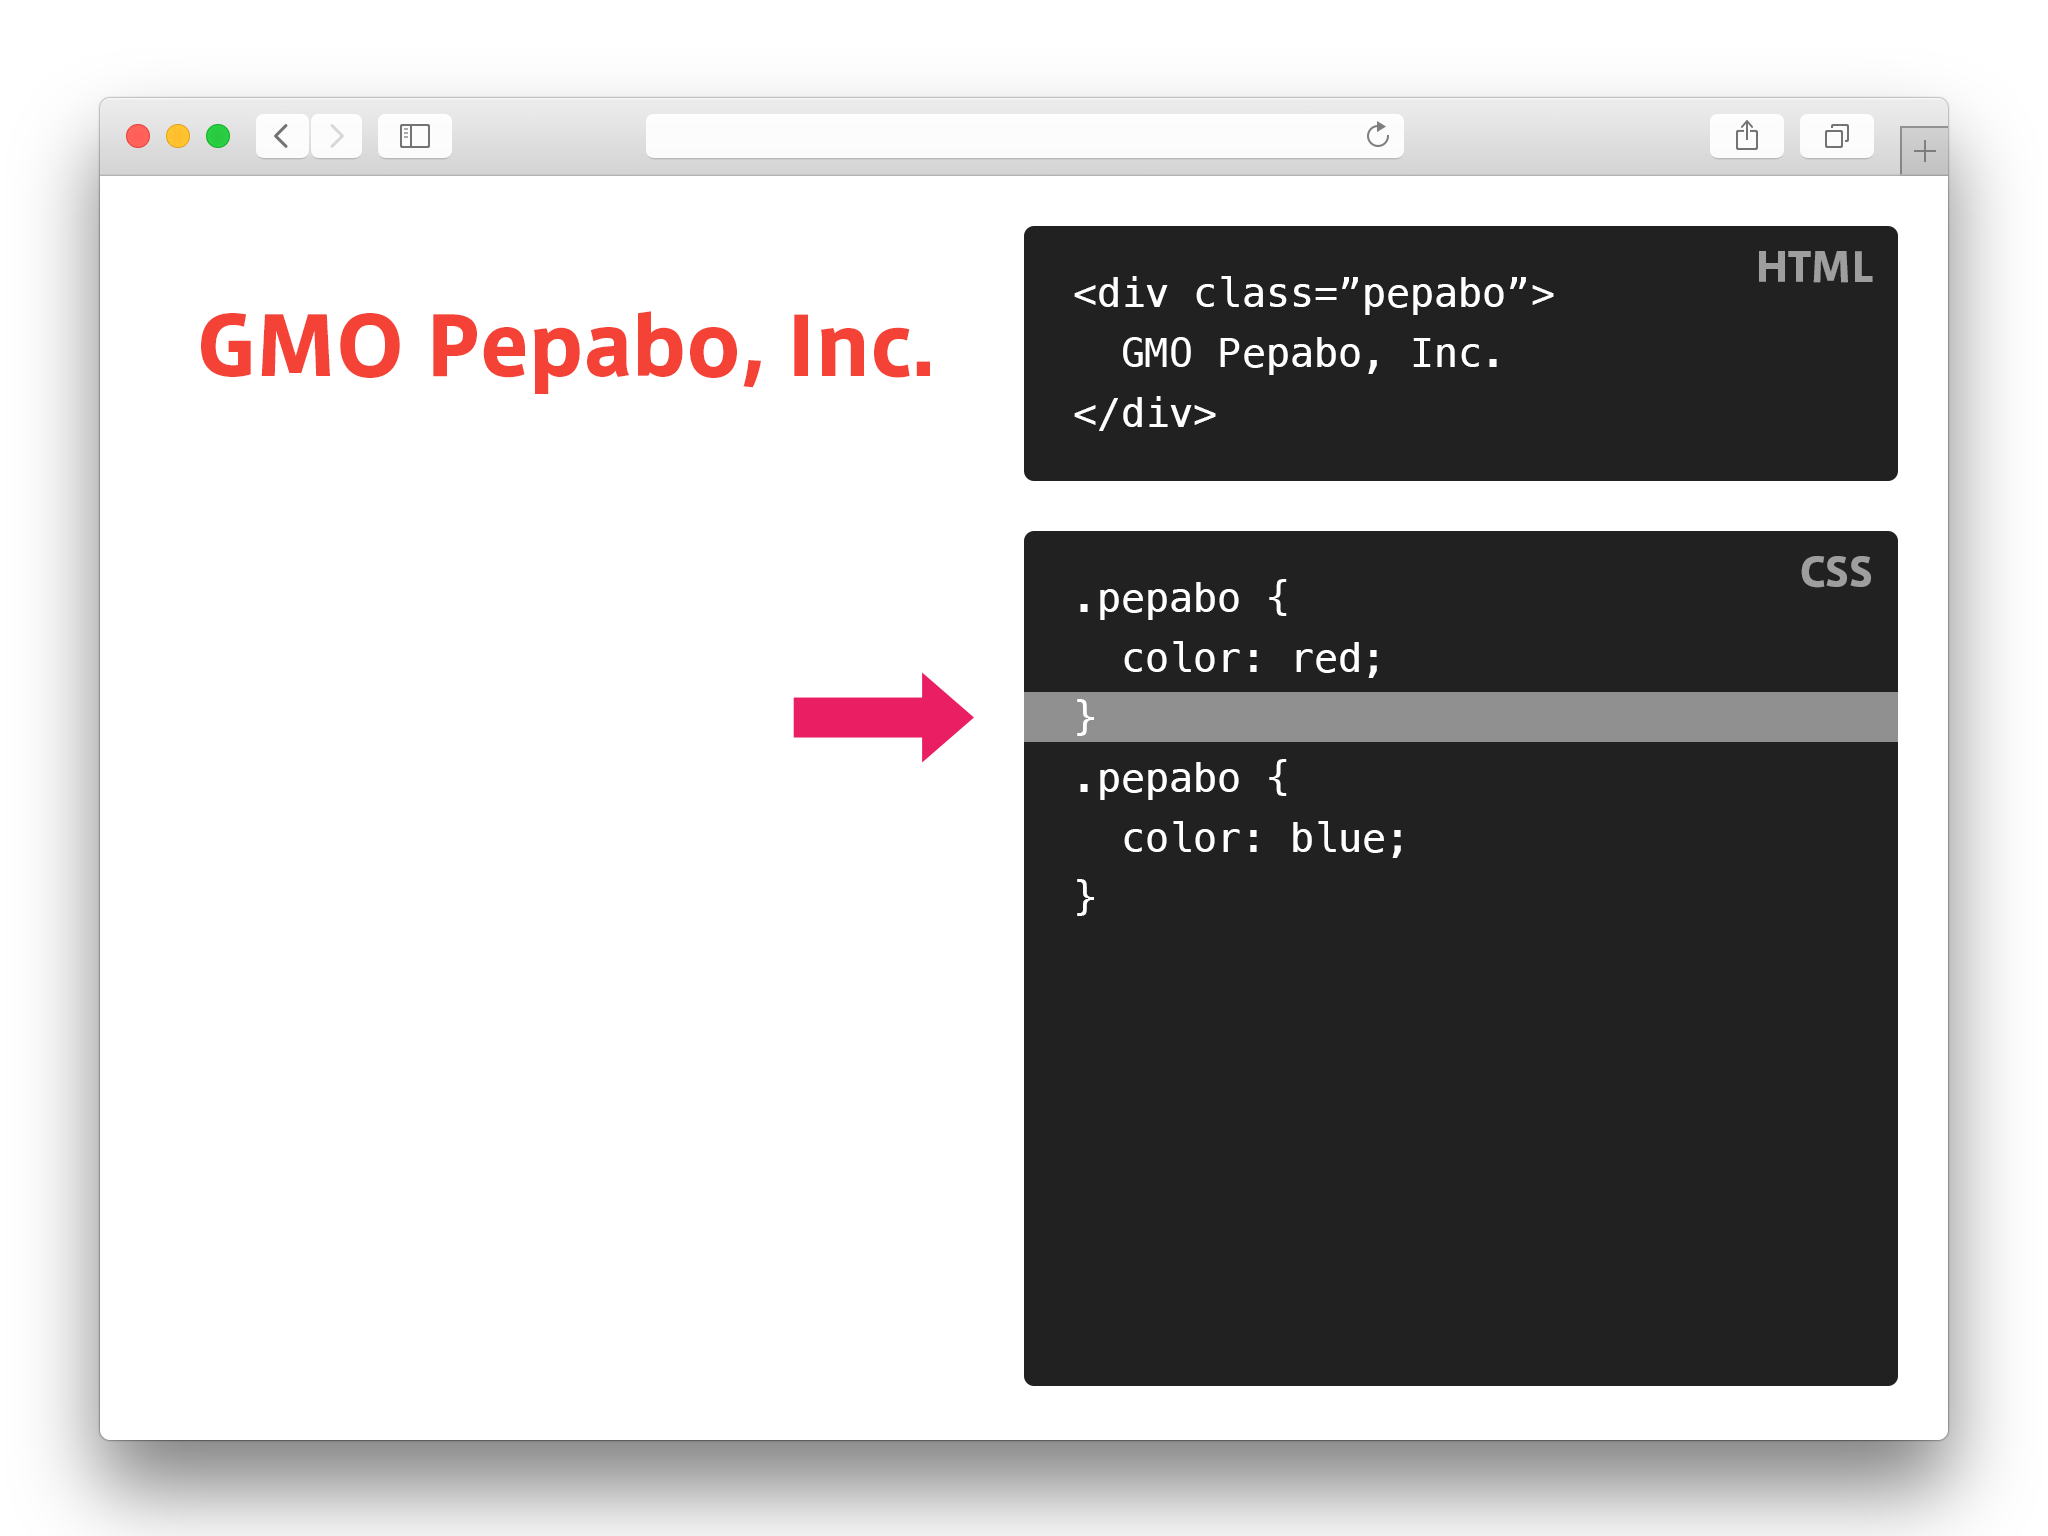 GMO Pepabo, Inc.
HTML
<div class=”pepabo”>
  GMO Pepabo, Inc.
</div>
CSS
.pepabo {
  color: red;
}
.pepabo {
  color: blue;
}